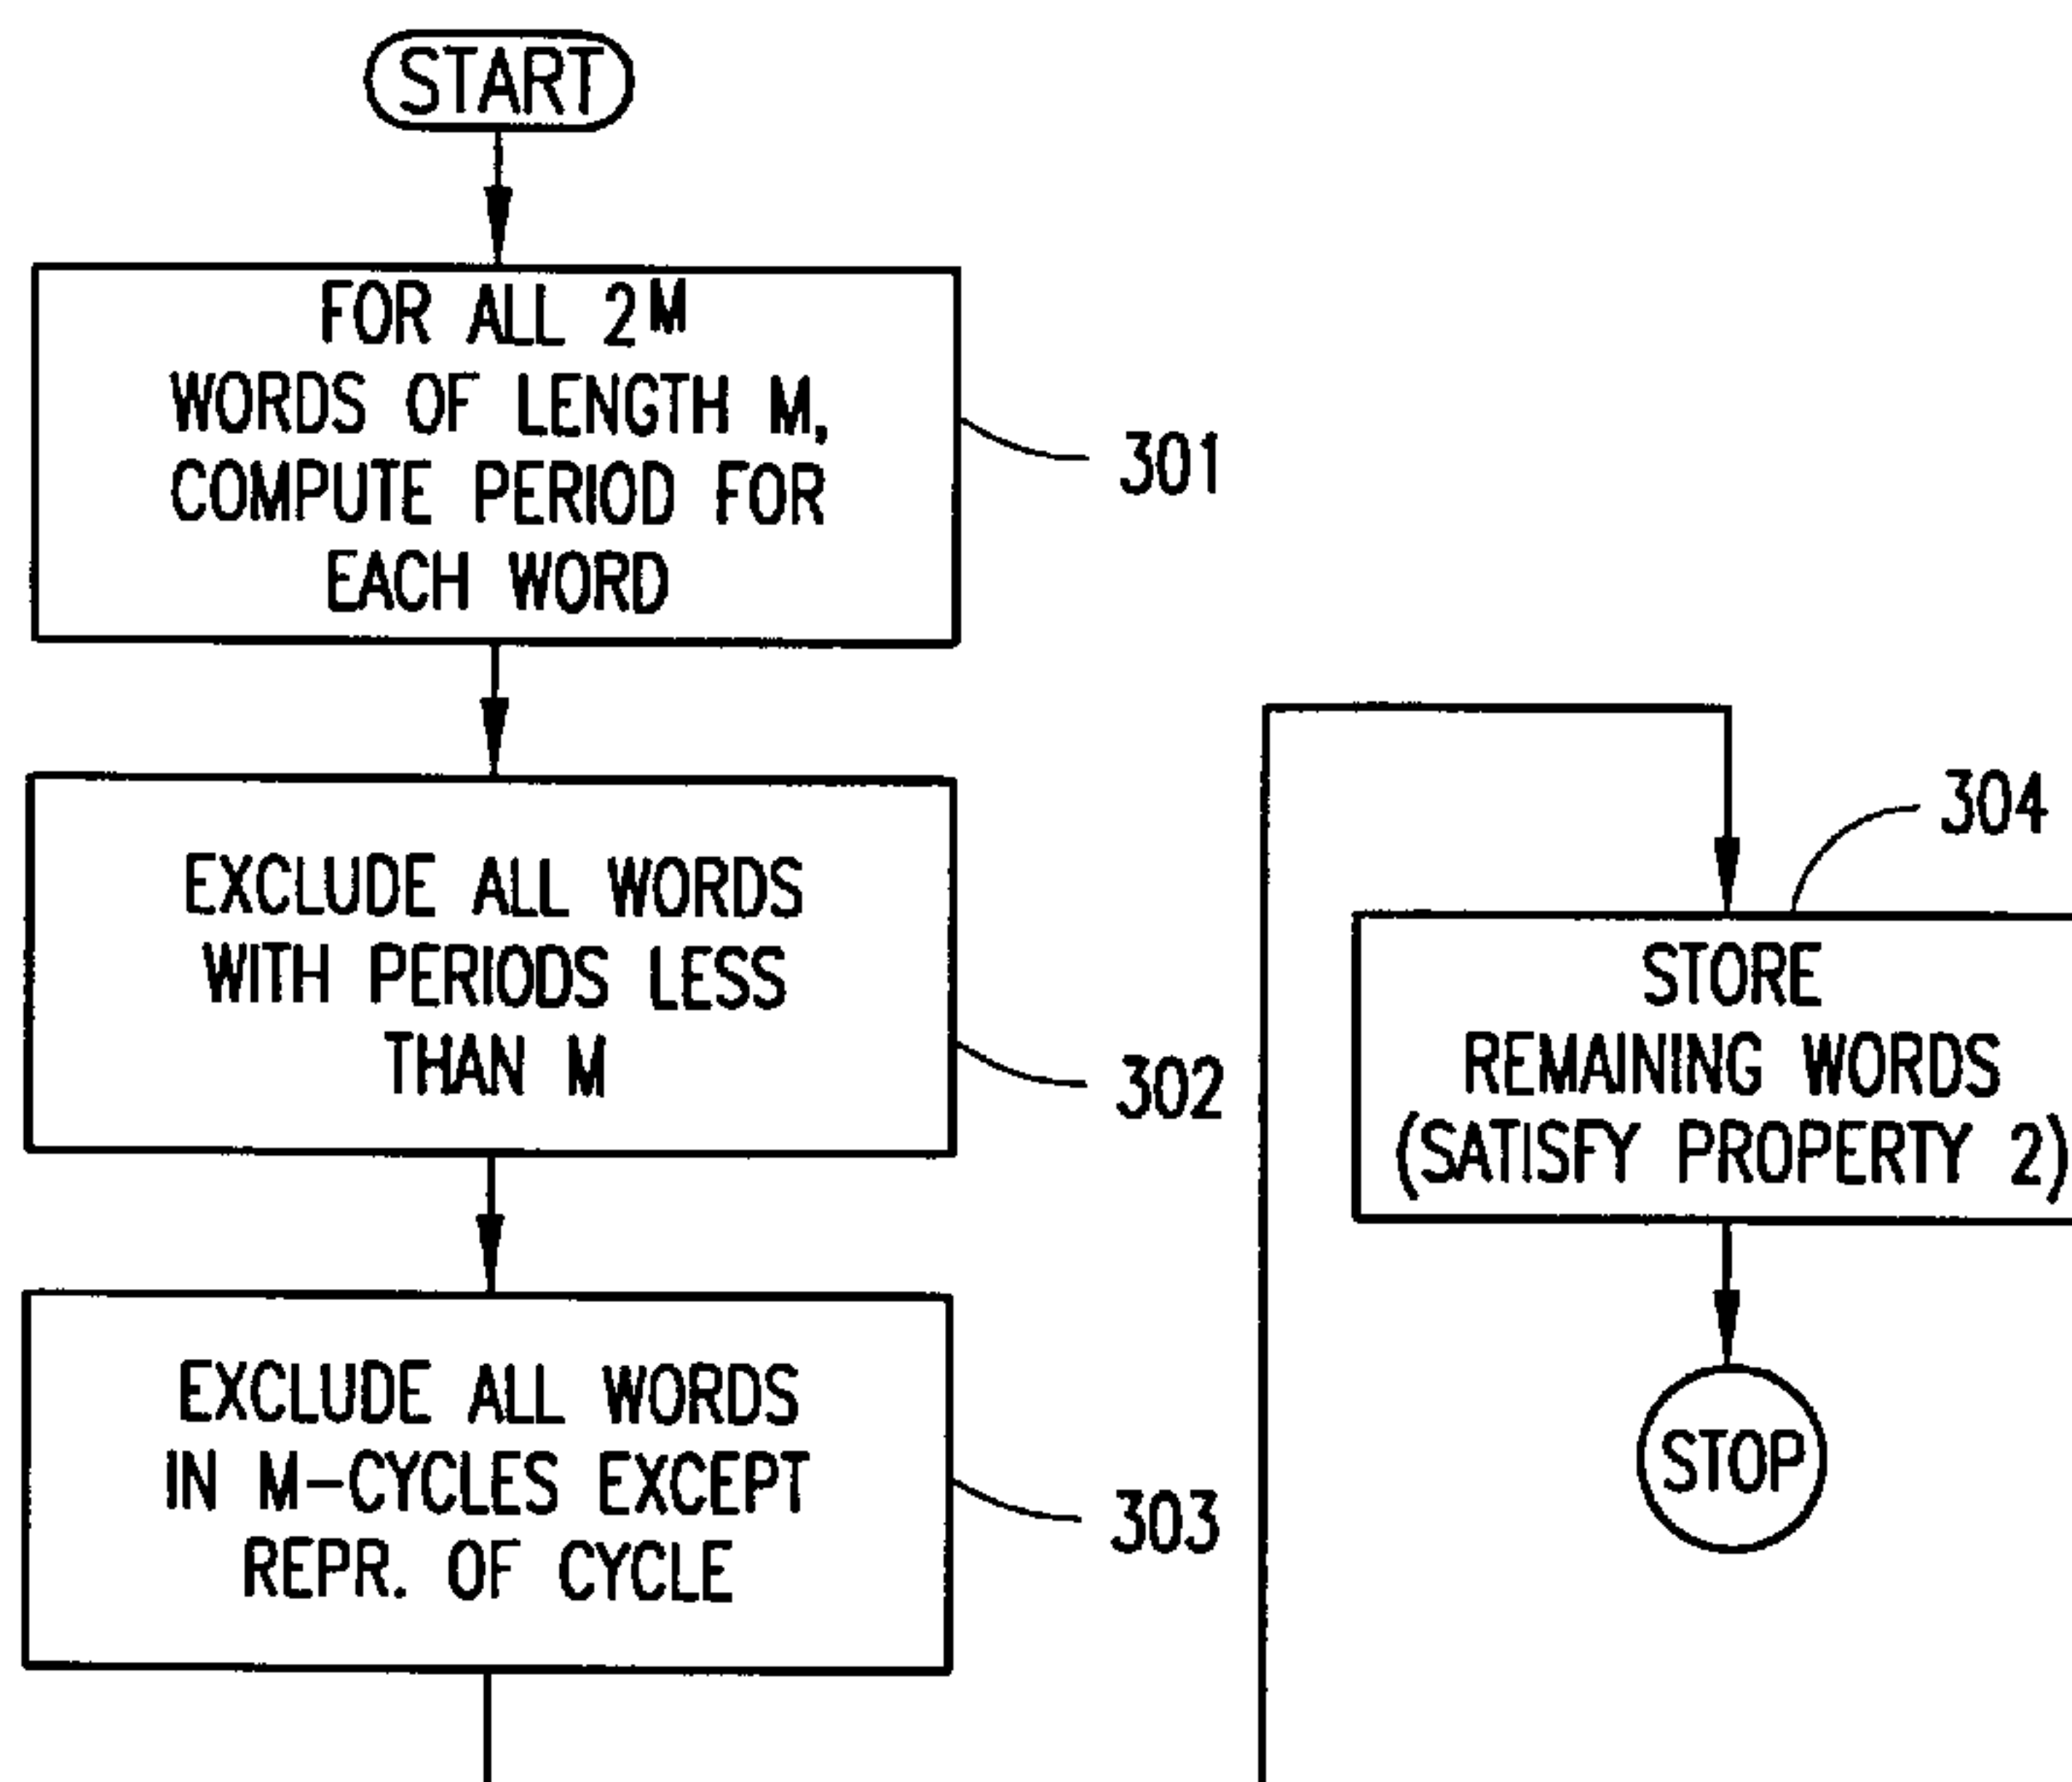 START
FOR ALL 2^M
WORDS OF LENGTH M,
COMPUTE PERIOD FOR
EACH WORD
301
EXCLUDE ALL WORDS
WITH PERIODS LESS
THAN M
302
EXCLUDE ALL WORDS
IN M-CYCLES EXCEPT
REPR. OF CYCLE
303
304
STORE
REMAINING WORDS
(SATISFY PROPERTY 2)
STOP